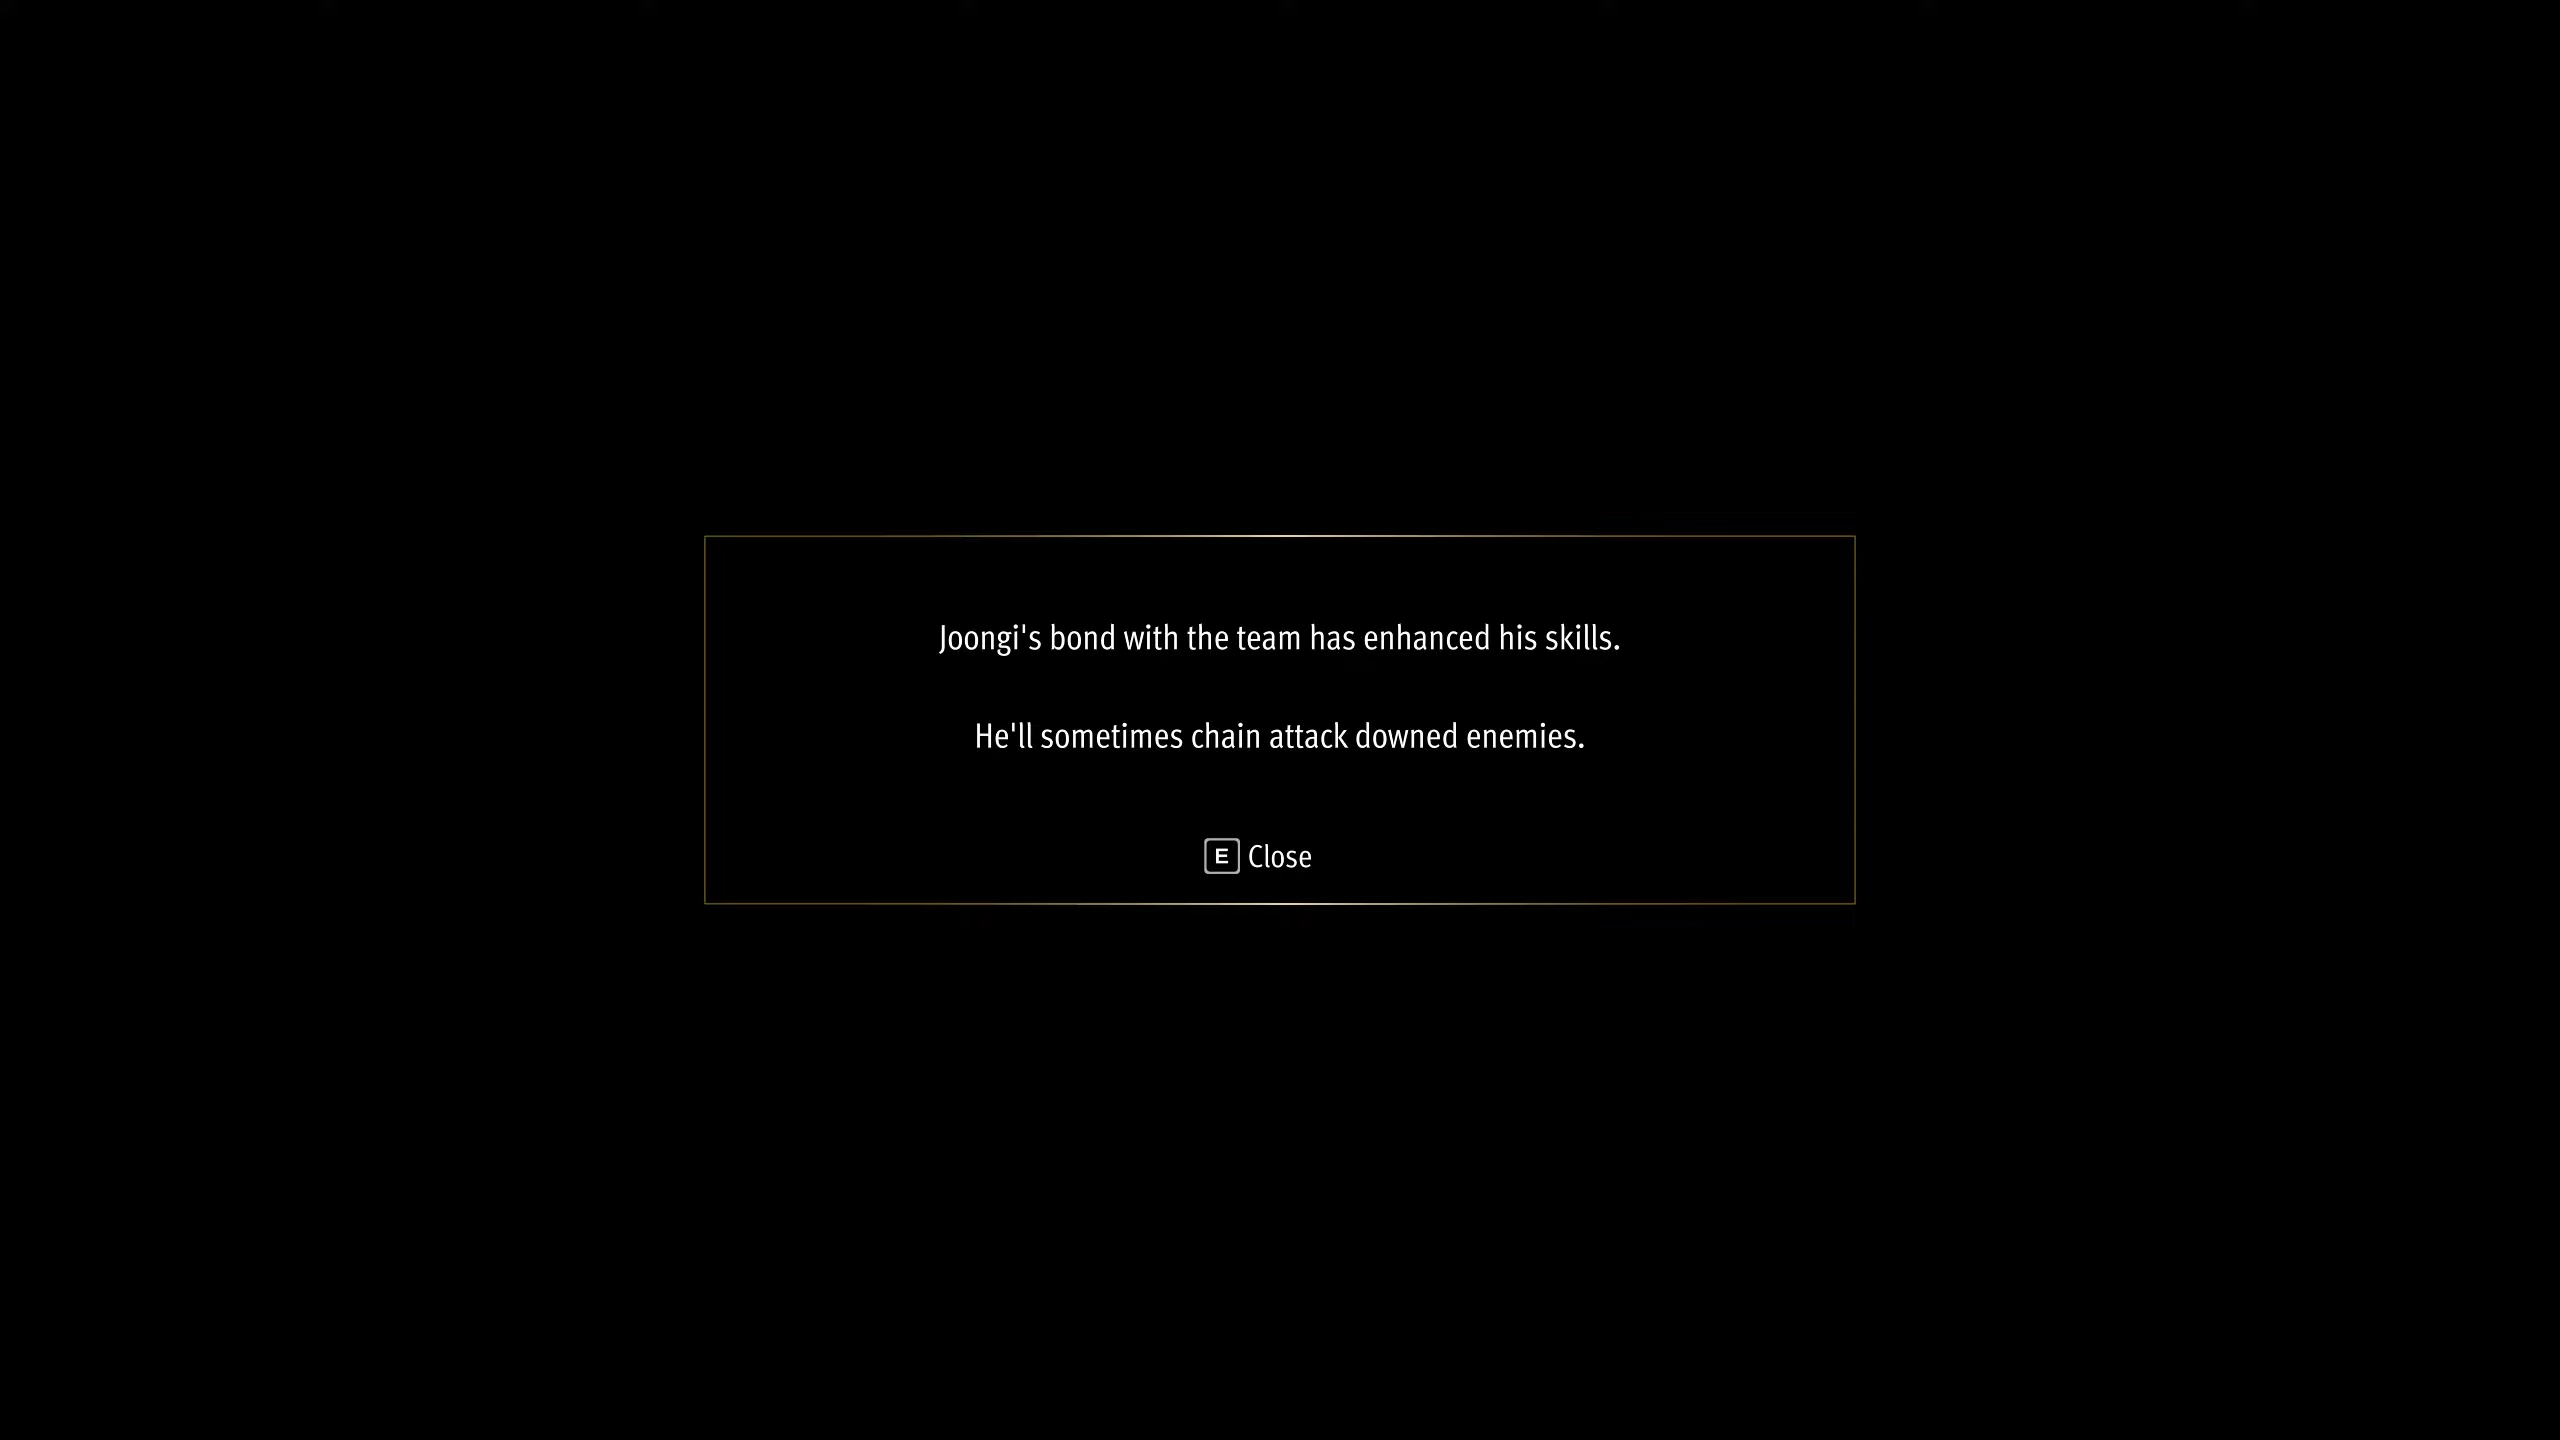 Joongi's bond with the team has enhanced his skills.
He'll sometimes chain attack downed enemies.
E Close